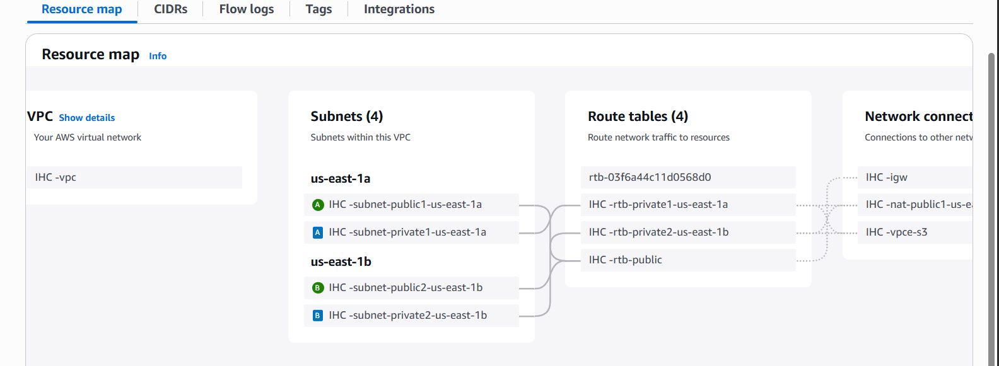 Resource map
CIDRs
Flow logs
Tags
Integrations
Resource map Info
VPC Show details
Your AWS virtual network
IHC -vpc
Subnets (4)
Subnets within this VPC
us-east-1a
A IHC -subnet-public1-us-east-1a
A IHC -subnet-private1-us-east-1a
us-east-1b
B IHC -subnet-public2-us-east-1b
B IHC -subnet-private2-us-east-1b
Route tables (4)
Route network traffic to resources
rtb-03f6a44c11d0568d0
IHC -rtb-private1-us-east-1a
IHC -rtb-private2-us-east-1b
IHC -rtb-public
Network connect
Connections to other netw
IHC -igw
IHC -nat-public1-us-ea
IHC -vpce-s3